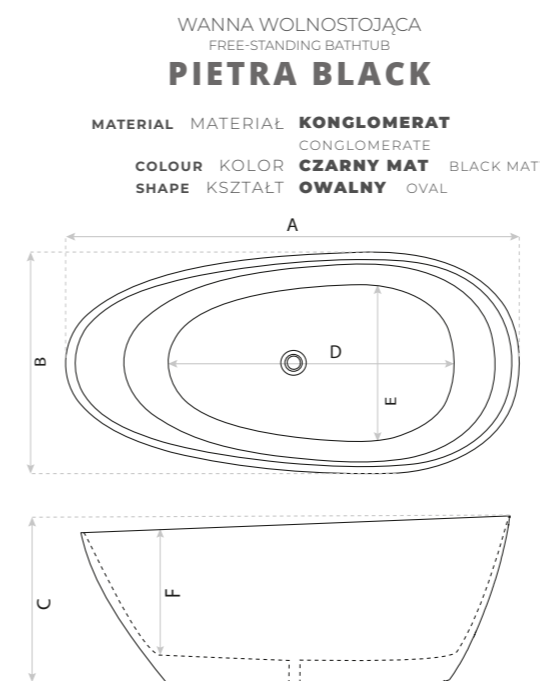 WANNA WOLNOSTOJĄCA
FREE-STANDING BATHTUB
PIETRA BLACK
MATERIAL MATERIAŁ KONGLOMERAT
CONGLOMERATE
COLOUR KOLOR CZARNY MAT BLACK MAT
SHAPE KSZTAŁT OWALNY OVAL
A
B
D
E
C
F